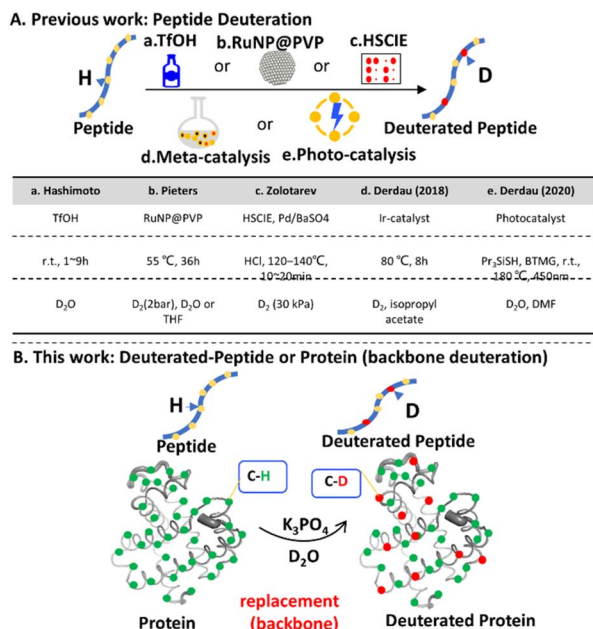 A. Previous work: Peptide Deuteration
a.TfOH b.RuNP@PVP c.HSCIE
H or or D
Peptide or Deuterated Peptide
d.Meta-catalysis e.Photo-catalysis
a. Hashimoto b. Pieters c. Zolotarev d. Derdau (2018) e. Derdau (2020)
TfOH RuNP@PVP HSCIE, Pd/BaSO4 Ir-catalyst Photocatalyst
r.t., 1~9h 55 ℃, 36h HCl, 120–140℃, 80 ℃, 8h Pr₃SiSH, BTMG, r.t.,
10~20min 180 ℃, 450nm
D₂O D₂(2bar), D₂O or D₂ (30 kPa) D₂, isopropyl D₂O, DMF
THF acetate
B. This work: Deuterated-Peptide or Protein (backbone deuteration)
H D
Peptide Deuterated Peptide
C-H C-D
K₃PO₄
D₂O
replacement
Protein (backbone) Deuterated Protein